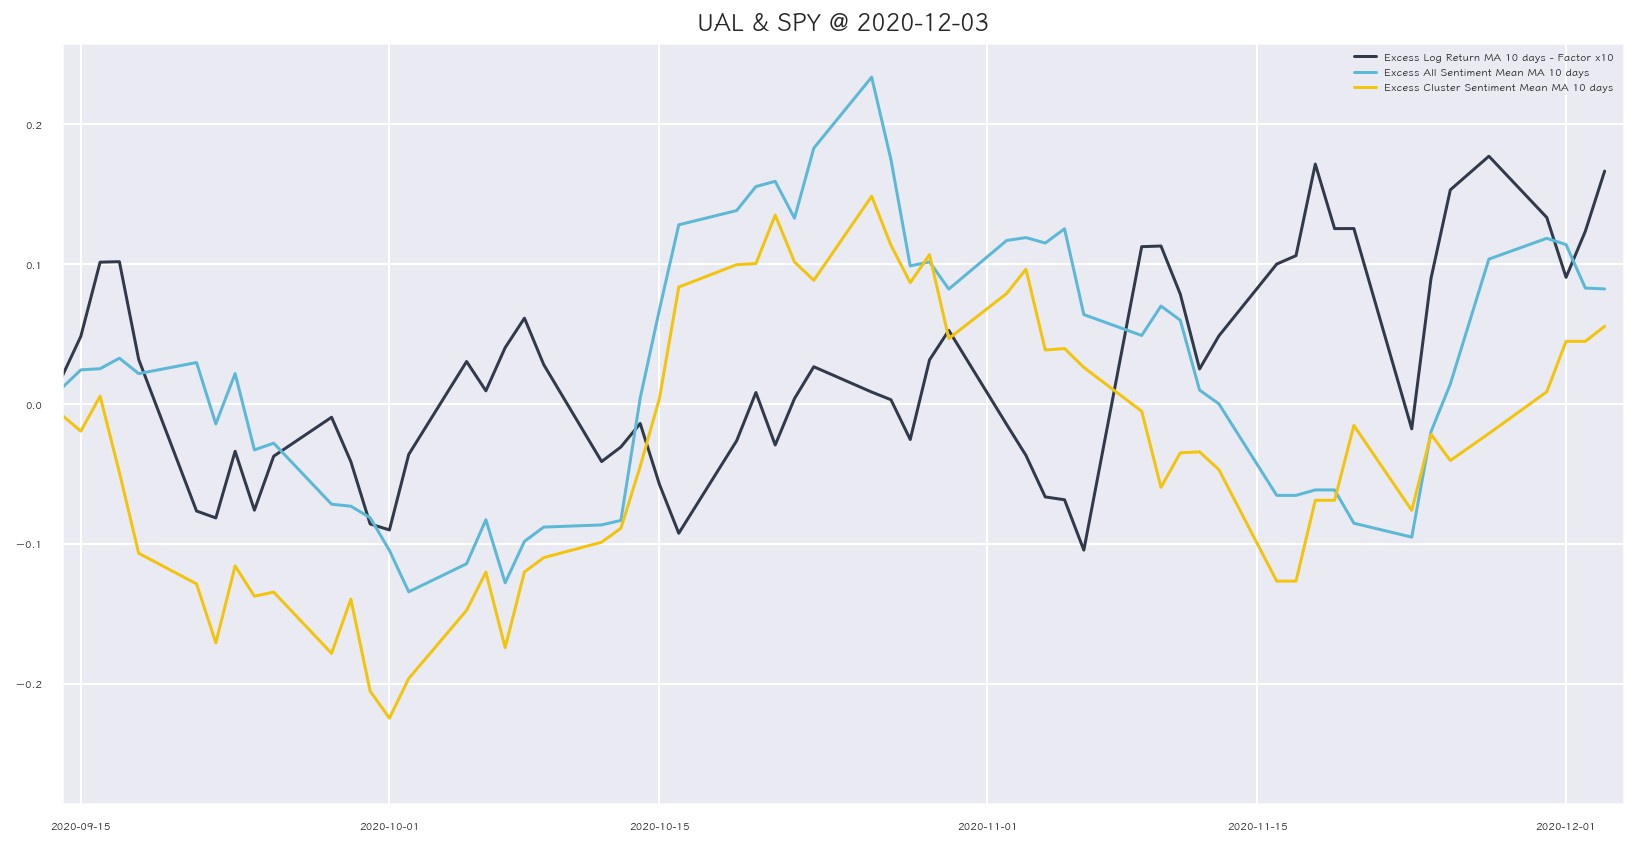 UAL & SPY @ 2020-12-03
Excess Log Return MA 10 days - Factor x10
Excess All Sentiment Mean MA 10 days
Excess Cluster Sentiment Mean MA 10 days
0.2
0.1
0.0
−0.1
−0.2
2020-09-15 2020-10-01 2020-10-15 2020-11-01 2020-11-15 2020-12-01